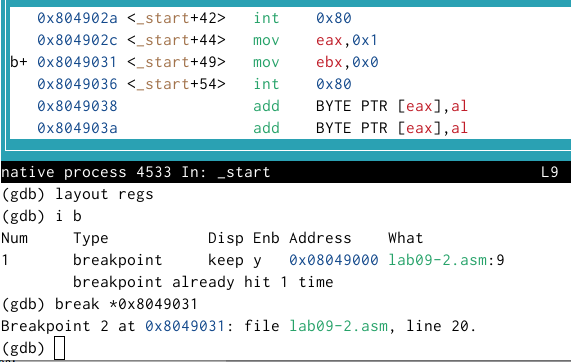 0x804902a <_start+42> int 0x80
0x804902c <_start+44> mov eax,0x1
b+ 0x8049031 <_start+49> mov ebx,0x0
0x8049036 <_start+54> int 0x80
0x8049038 add BYTE PTR [eax],al
0x804903a add BYTE PTR [eax],al
native process 4533 In: _start L9
(gdb) layout regs
(gdb) i b
Num Type Disp Enb Address What
1 breakpoint keep y 0x08049000 lab09-2.asm:9
breakpoint already hit 1 time
(gdb) break *0x8049031
Breakpoint 2 at 0x8049031: file lab09-2.asm, line 20.
(gdb)